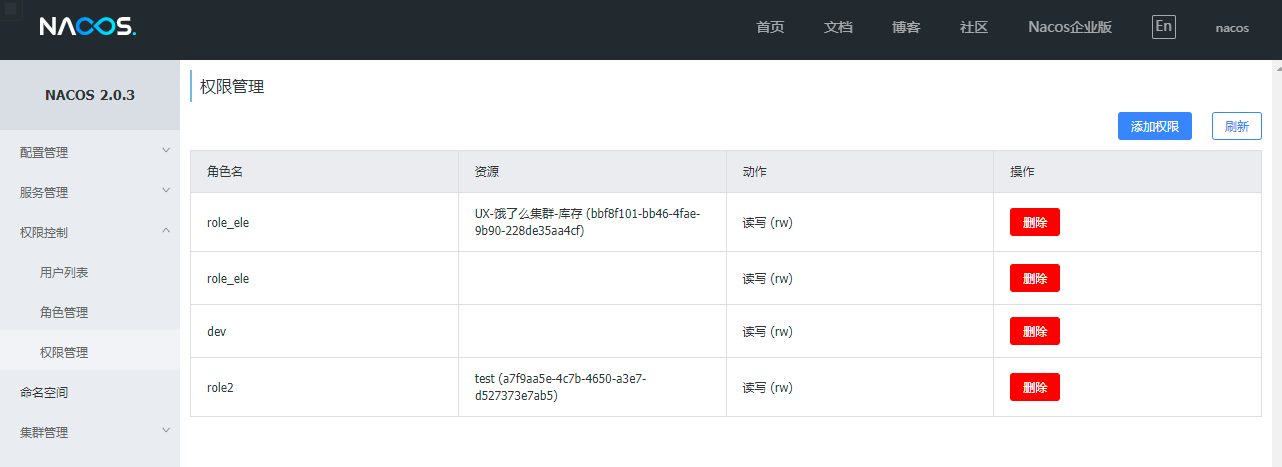 NACOS.
首页 文档 博客 社区 Nacos企业版 En nacos
NACOS 2.0.3
配置管理
服务管理
权限控制
用户列表
角色管理
权限管理
命名空间
集群管理
权限管理
添加权限 刷新
角色名 资源 动作 操作
role_ele UX-饿了么集群-库存 (bbf8f101-bb46-4fae-
9b90-228de35aa4cf) 读写 (rw) 删除
role_ele 读写 (rw) 删除
dev 读写 (rw) 删除
role2 test (a7f9aa5e-4c7b-4650-a3e7-
d527373e7ab5) 读写 (rw) 删除